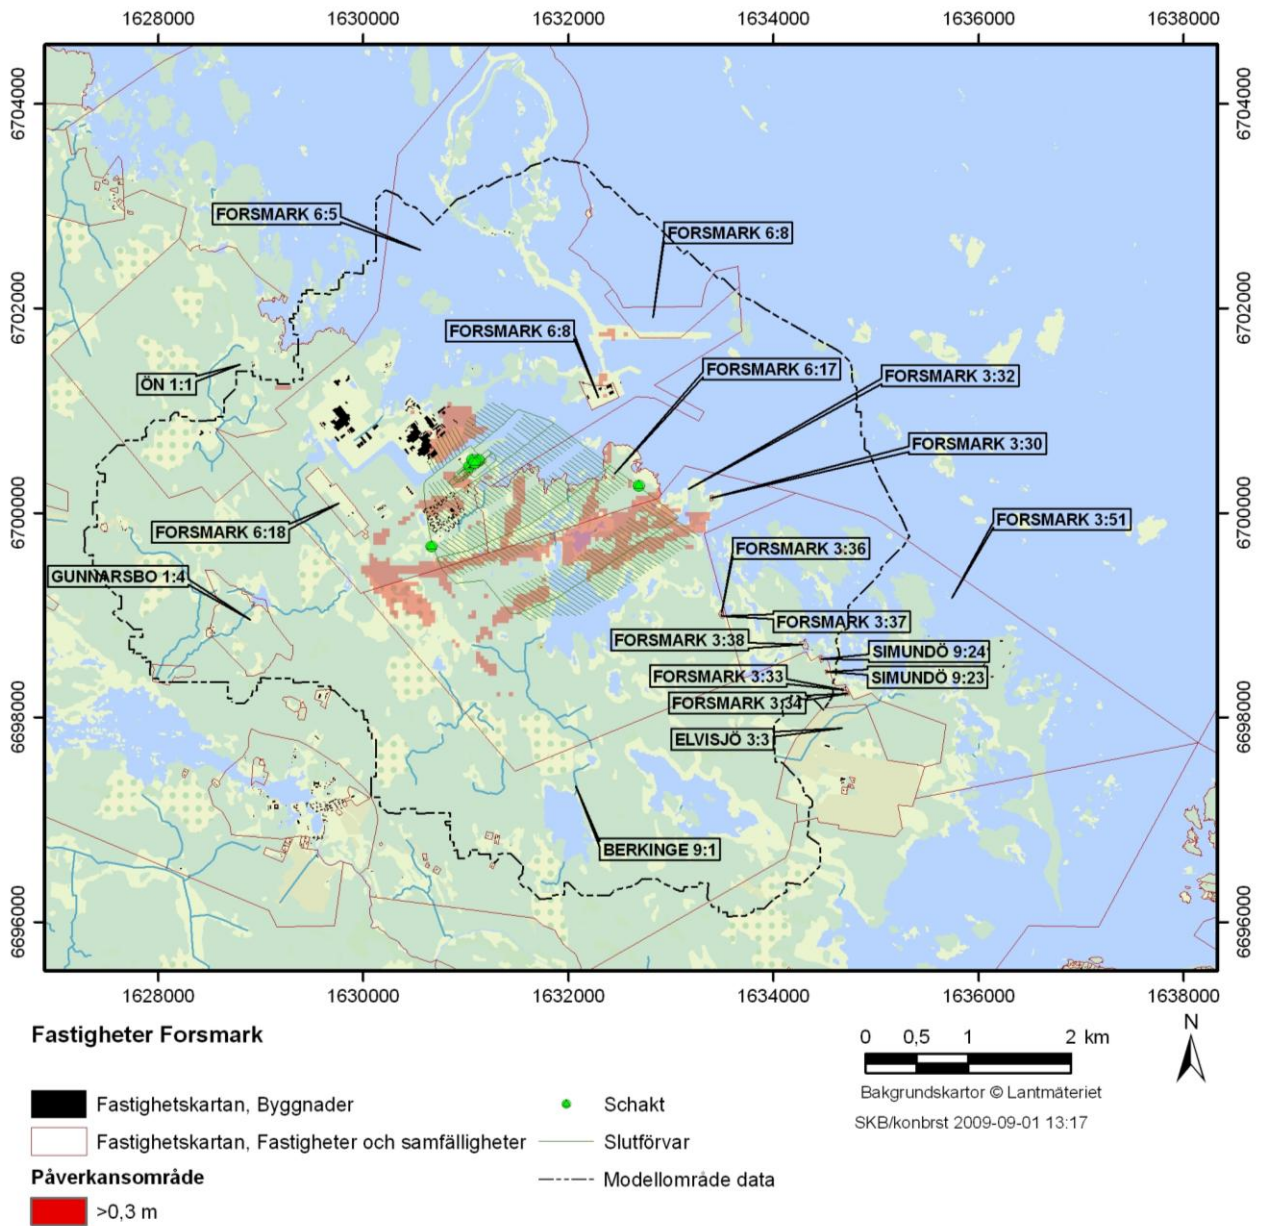 1628000 1630000 1632000 1634000 1636000 1638000
6704000 6704000
FORSMARK 6:5
FORSMARK 6:8
6702000 6702000
FORSMARK 6:8
FORSMARK 6:17
FORSMARK 3:32
ÖN 1:1
FORSMARK 3:30
6700000 6700000
FORSMARK 3:51
FORSMARK 6:18
FORSMARK 3:36
GUNNARSBO 1:4
FORSMARK 3:37
FORSMARK 3:38
SIMUNDÖ 9:24
FORSMARK 3:33
SIMUNDÖ 9:23
FORSMARK 3:34
6698000 6698000
ELVISJÖ 3:3
BERKINGE 9:1
6696000 6696000
1628000 1630000 1632000 1634000 1636000 1638000
Fastigheter Forsmark
0 0,5 1 2 km
N
Bakgrundskartor © Lantmäteriet
SKB/konbrst 2009-09-01 13:17
Fastighetskartan, Byggnader
Schakt
Fastighetskartan, Fastigheter och samfälligheter
Slutförvar
Påverkansområde
Modellområde data
>0,3 m